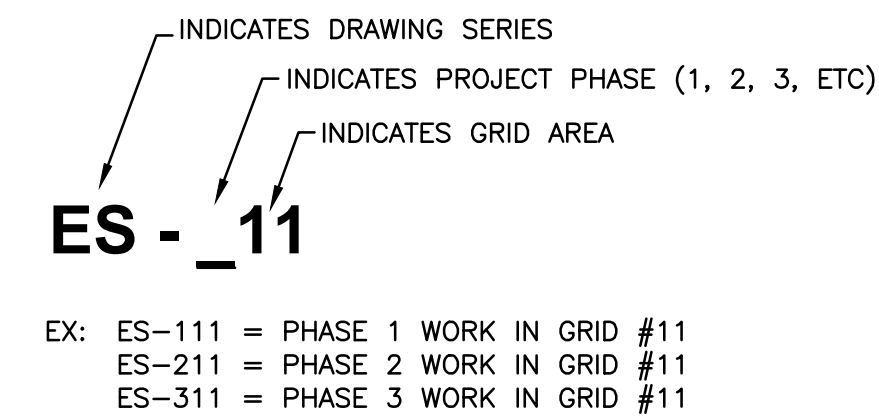 INDICATES DRAWING SERIES
INDICATES PROJECT PHASE (1, 2, 3, ETC)
INDICATES GRID AREA
ES - _11
EX: ES-111 = PHASE 1 WORK IN GRID #11
ES-211 = PHASE 2 WORK IN GRID #11
ES-311 = PHASE 3 WORK IN GRID #11